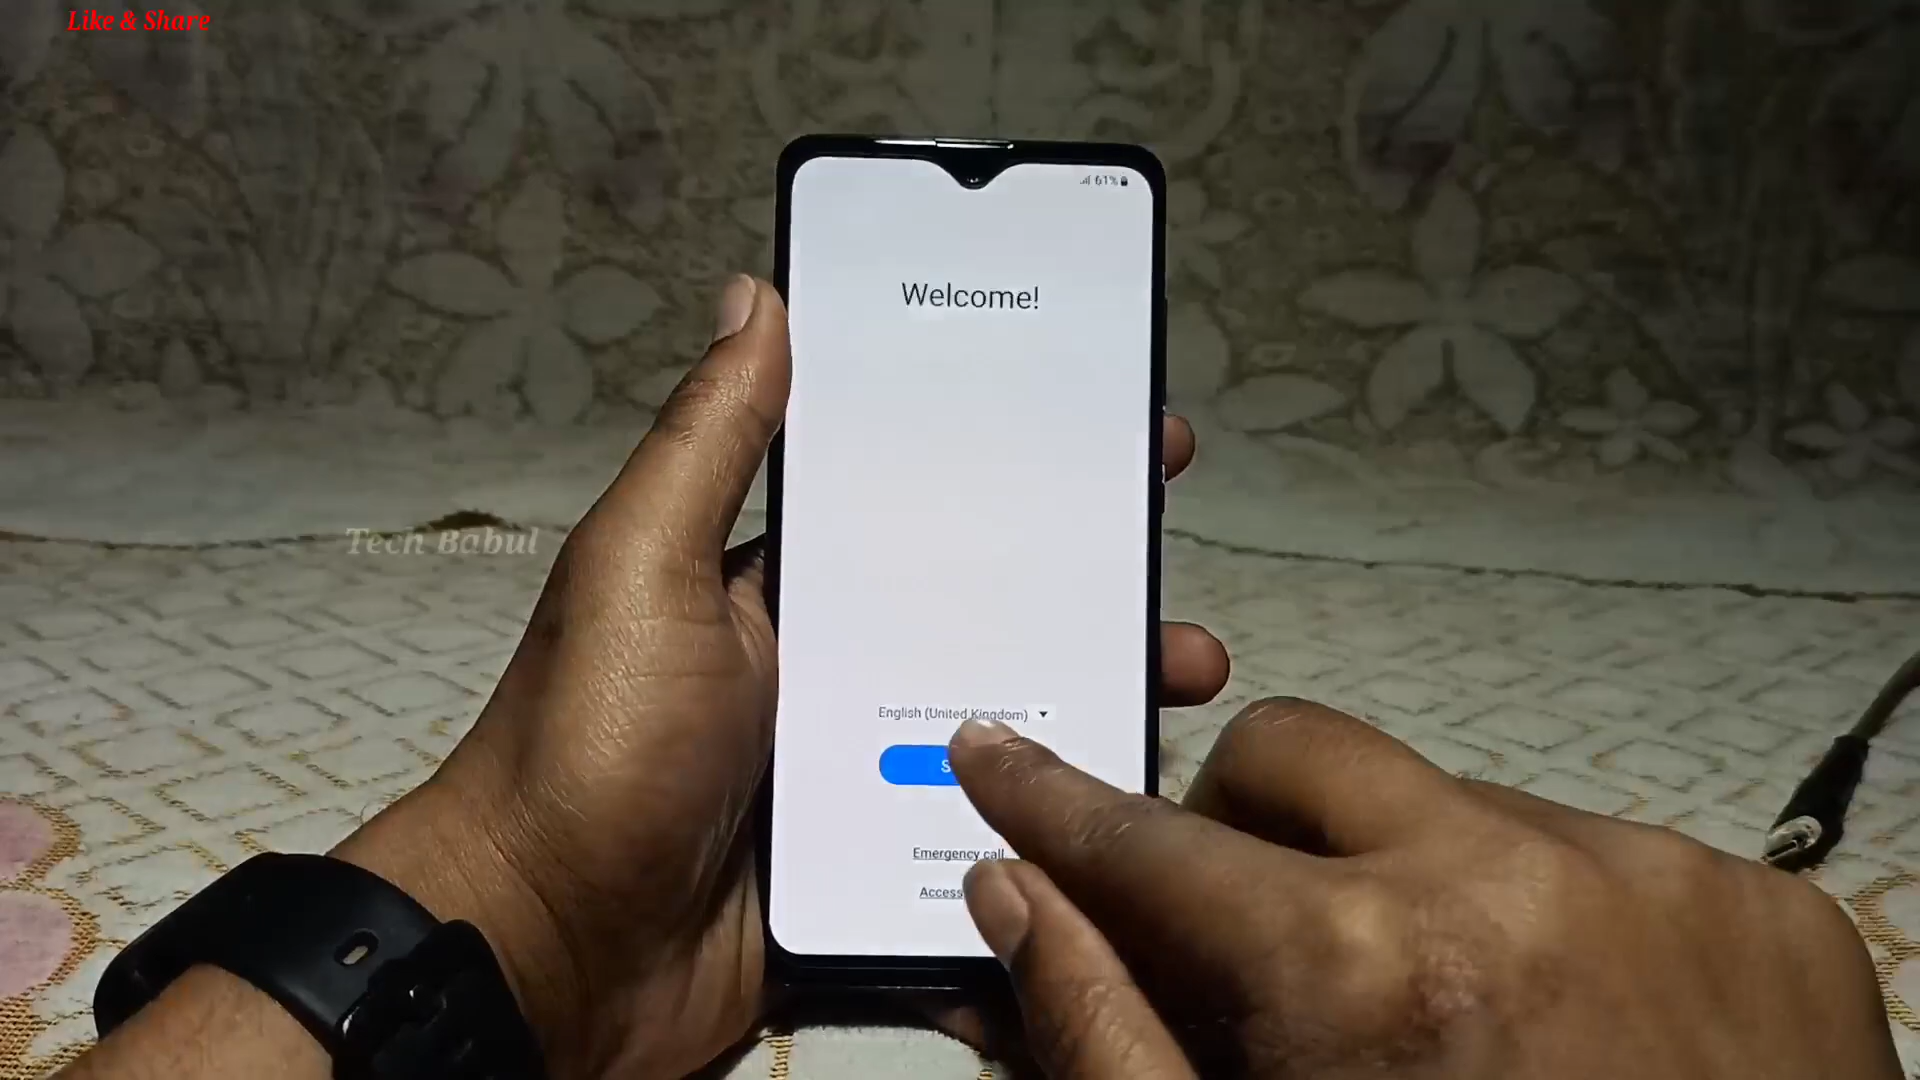 Like & Share
61%
Welcome!
Tech Babul
English (United Kingdom)
Emergency call